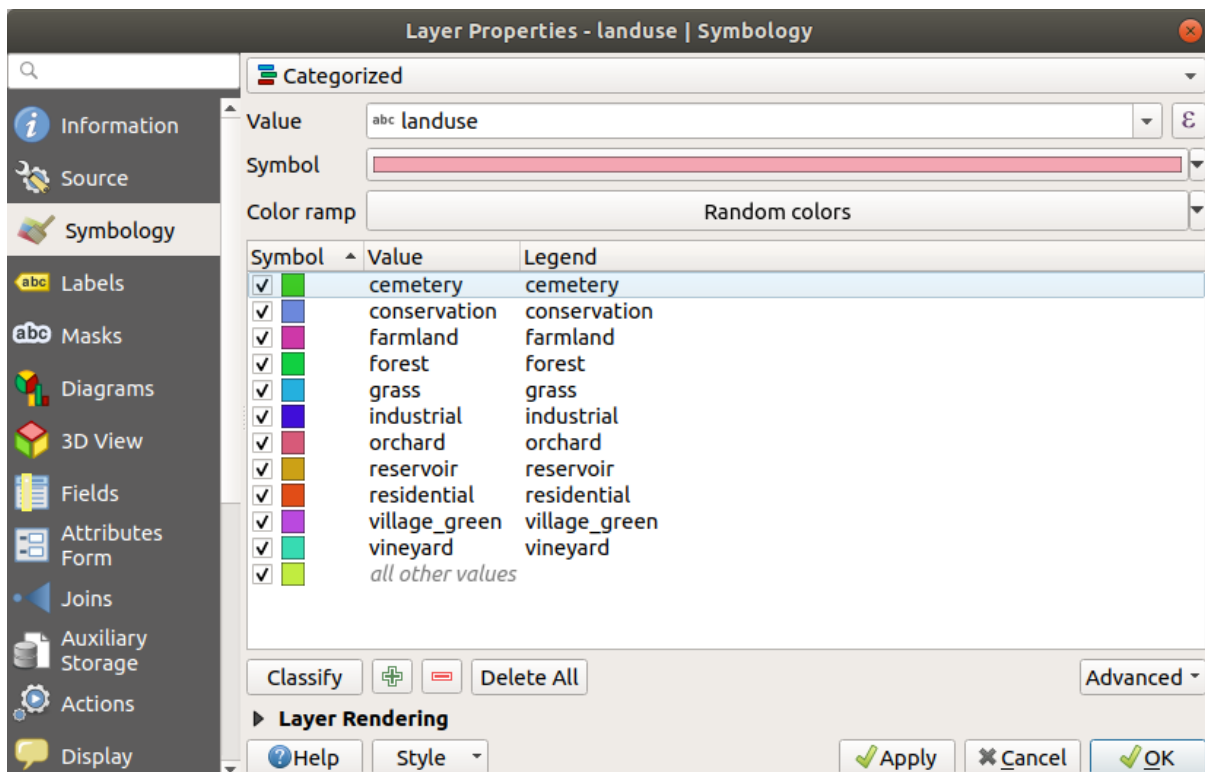 Layer Properties - landuse | Symbology
Categorized
Information
Value abc landuse ε
Source
Symbol
Symbology
Color ramp Random colors
Symbol Value Legend
abc Labels
cemetery cemetery
conservation conservation
abc Masks
farmland farmland
forest forest
Diagrams
grass grass
industrial industrial
3D View
orchard orchard
reservoir reservoir
Fields
residential residential
village_green village_green
Attributes
Form
vineyard vineyard
all other values
Joins
Auxiliary
Storage
Classify Delete All Advanced
Actions
Layer Rendering
Display
Help Style Apply Cancel OK